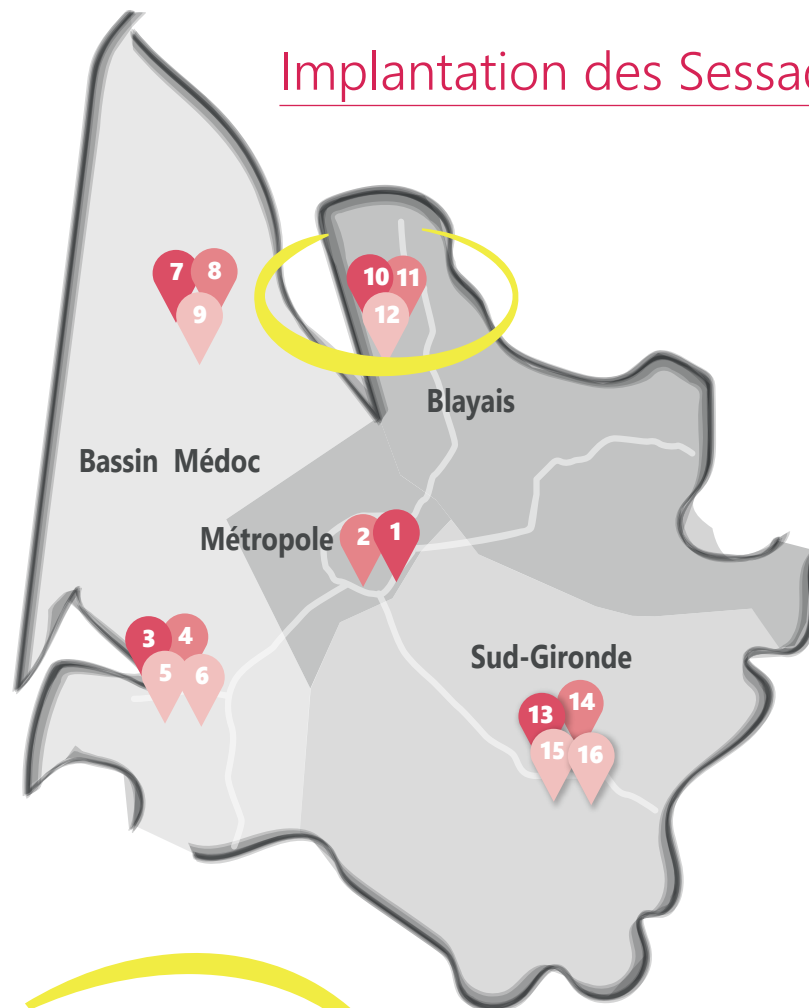 Implantation des Sessad
7 8
9
10 11
12
Blayais
Bassin Médoc
Métropole
2 1
3 4
5 6
Sud-Gironde
13 14
15 16